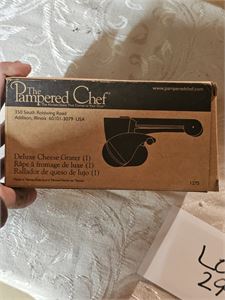 www.pamperedchef.com
The
Pampered Chef
350 South Rohlwing Road
Addison, Illinois 60101-3079 USA
Deluxe Cheese Grater (1)
Râpe à fromage de luxe (1)
Rallador de queso de lujo (1)
1275
Lo
29